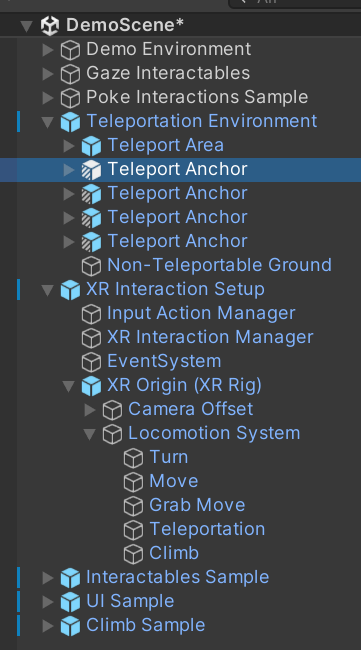 DemoScene*
Demo Environment
Gaze Interactables
Poke Interactions Sample
Teleportation Environment
Teleport Area
Teleport Anchor
Teleport Anchor
Teleport Anchor
Teleport Anchor
Non-Teleportable Ground
XR Interaction Setup
Input Action Manager
XR Interaction Manager
EventSystem
XR Origin (XR Rig)
Camera Offset
Locomotion System
Turn
Move
Grab Move
Teleportation
Climb
Interactables Sample
UI Sample
Climb Sample